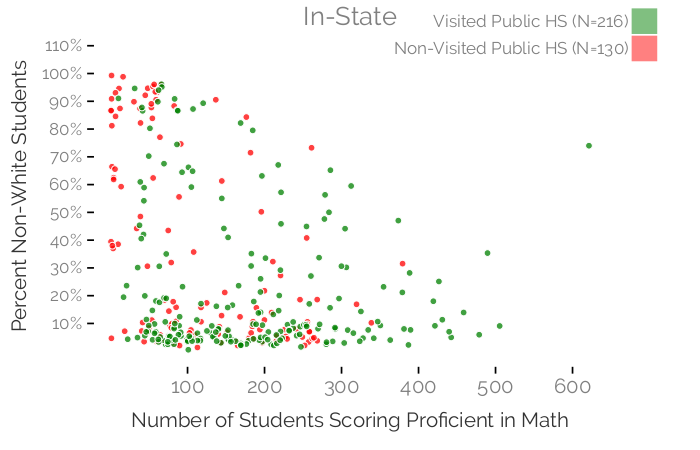 In-State
Visited Public HS (N=216)
Non-Visited Public HS (N=130)
Percent Non-White Students
110%
100%
90%
80%
70%
60%
50%
40%
30%
20%
10%
100 200 300 400 500 600
Number of Students Scoring Proficient in Math